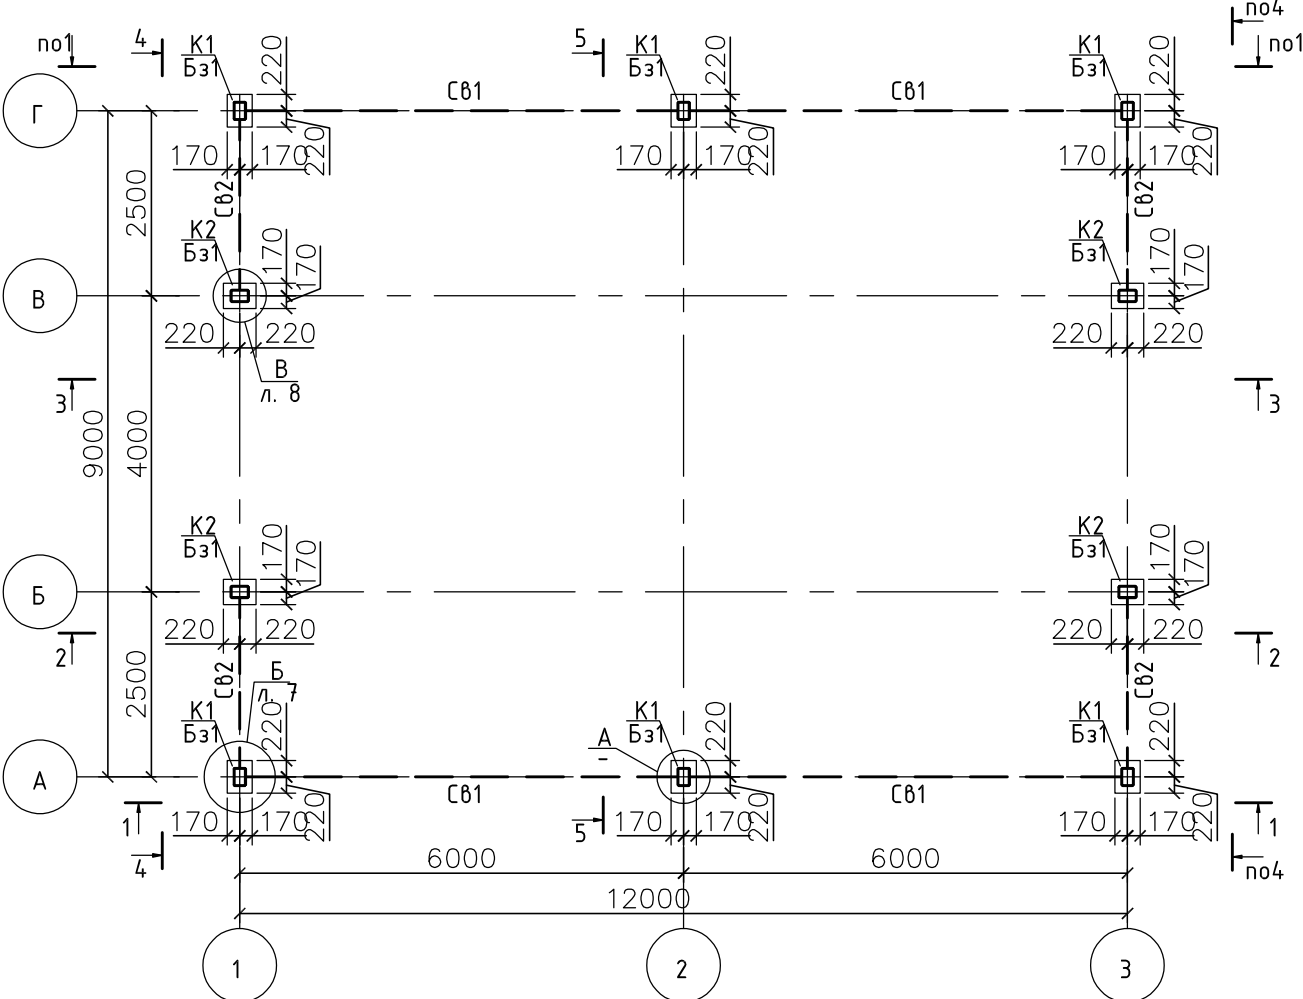 по4
по1 4 К1 220 5 К1 220 К1 220 по1
Бз1 Бз1 Бз1
Г Св1 Св1
170 170 220 170 170 220 170 170 220
2500 Св2 Св2
К2 170 170 К2 170 170
Бз1 Бз1
В
220 220 220 220
В
л. 8
3 3
9000 4000
К2 170 170 К2 170 170
Бз1 Бз1
Б
220 220 220 220
2 2
2500 Св2 Б Св2
л. 7
К1 220 К1 220 К1 220
Бз1 А Бз1 Бз1
–
А Св1 Св1
1 170 170 220 5 170 170 220 170 170 220 1
4 6000 6000 по4
12000
1 2 3